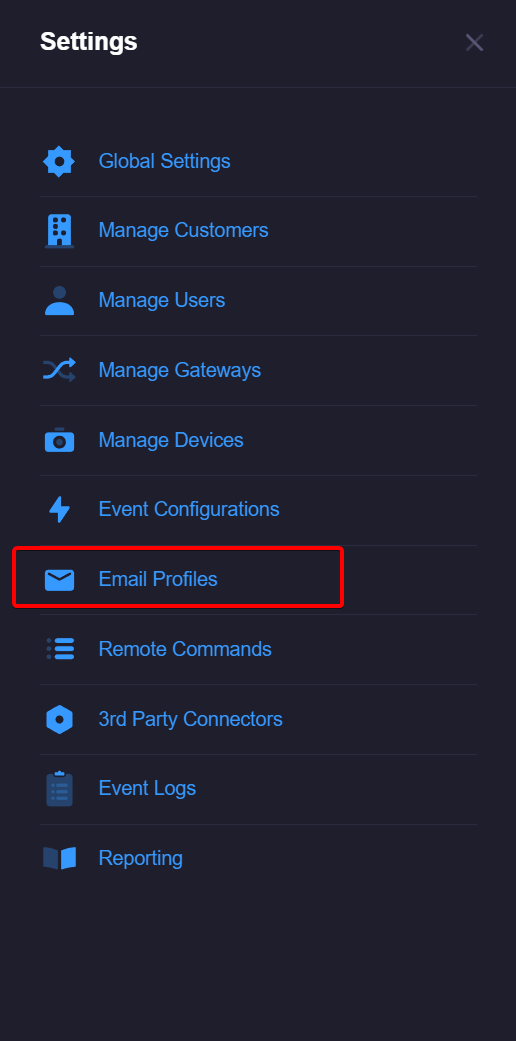 Settings
Global Settings
Manage Customers
Manage Users
Manage Gateways
Manage Devices
Event Configurations
Email Profiles
Remote Commands
3rd Party Connectors
Event Logs
Reporting